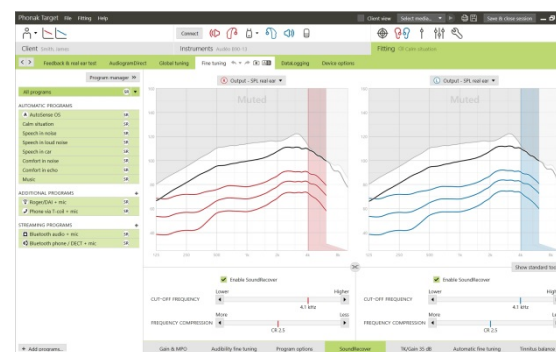 Phonak Target File Fitting Help
Client view Select media... Save & close session
Connect
Client Smith, James
Instruments Audéo B90-13
Fitting
Feedback & real ear test AudiogramDirect Global tuning Fine tuning DataLogging Device options
Program manager
All programs
AUTOMATIC PROGRAMS
AutoSense OS
Calm situation
Speech in noise
Speech in loud noise
Speech in car
Comfort in noise
Comfort in echo
Music
ADDITIONAL PROGRAMS
Roger/DAI + mic
Phone via T-coil + mic
STREAMING PROGRAMS
Bluetooth audio + mic
Bluetooth phone / DECT + mic
Add programs...
Output - SPL real ear
Muted
Output - SPL real ear
Muted
Show standard too
Enable SoundRecover
Lower Higher
CUT-OFF FREQUENCY
4.1 kHz
More Less
FREQUENCY COMPRESSION
CR 2.5
Enable SoundRecover
Lower High
CUT-OFF FREQUENCY
4.1 kHz
More Le
FREQUENCY COMPRESSION
CR 2.5
Gain & MPO Audibility fine tuning Program options SoundRecover TK/Gain 35 dB Automatic fine tuning Tinnitus balance